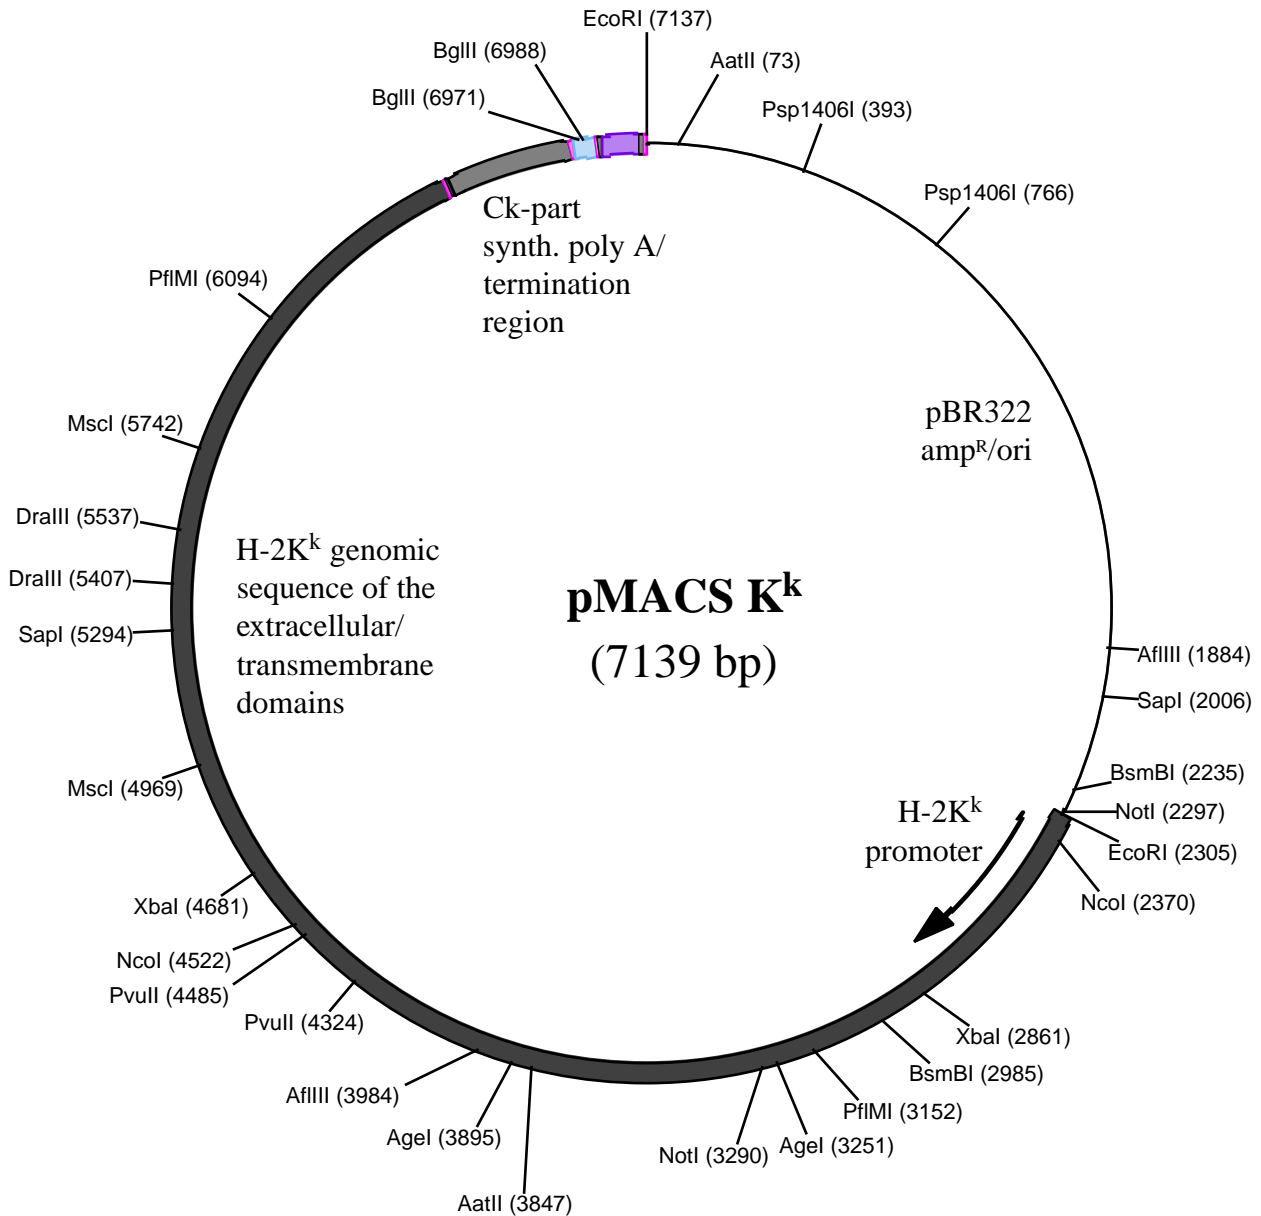 EcoRI (7137)
BglII (6988)
AatII (73)
BglII (6971)
Psp1406I (393)
Psp1406I (766)
Ck-part
synth. poly A/
termination
region
PflMI (6094)
pBR322
ampᴿ/ori
MscI (5742)
DraIII (5537)
DraIII (5407)
SapI (5294)
H-2Kᵏ genomic
sequence of the
extracellular/
transmembrane
domains
pMACS Kᵏ
(7139 bp)
AflIII (1884)
SapI (2006)
MscI (4969)
BsmBI (2235)
NotI (2297)
EcoRI (2305)
NcoI (2370)
H-2Kᵏ
promoter
XbaI (4681)
NcoI (4522)
PvuII (4485)
PvuII (4324)
XbaI (2861)
BsmBI (2985)
PflMI (3152)
AgeI (3251)
NotI (3290)
AflIII (3984)
AgeI (3895)
AatII (3847)